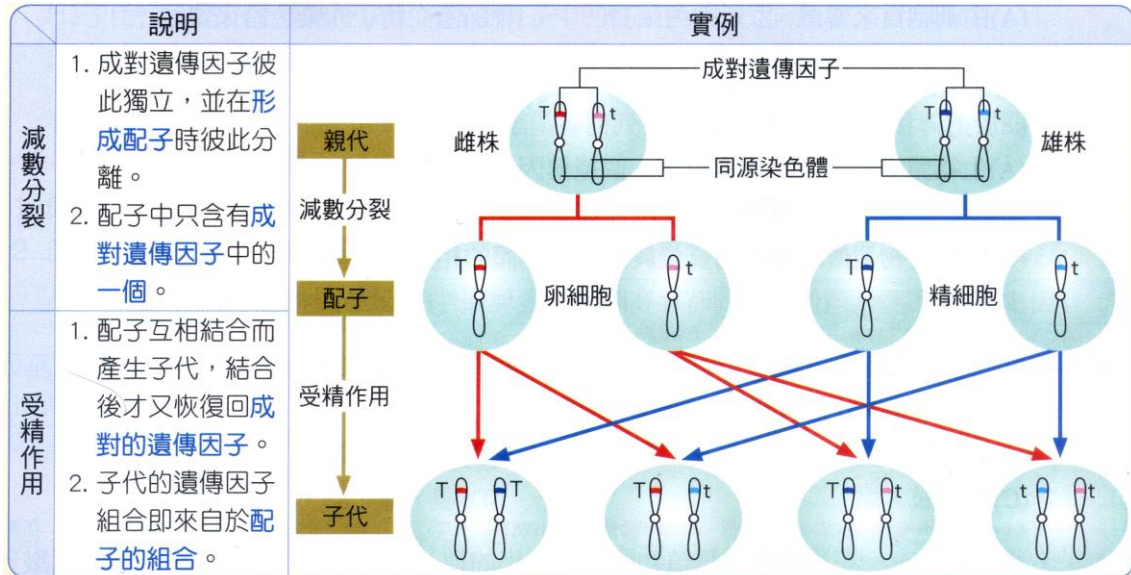 說明
實例
減數分裂
1. 成對遺傳因子彼
此獨立，並在形
成配子時彼此分
離。
2. 配子中只含有成
對遺傳因子中的
一個。
受精作用
1. 配子互相結合而
產生子代，結合
後才又恢復回成
對的遺傳因子。
2. 子代的遺傳因子
組合即來自於配
子的組合。
親代
減數分裂
配子
受精作用
子代
成對遺傳因子
雌株
T t
T t
雄株
同源染色體
T
卵細胞
t
T
精細胞
t
T T
T t
T t
t t